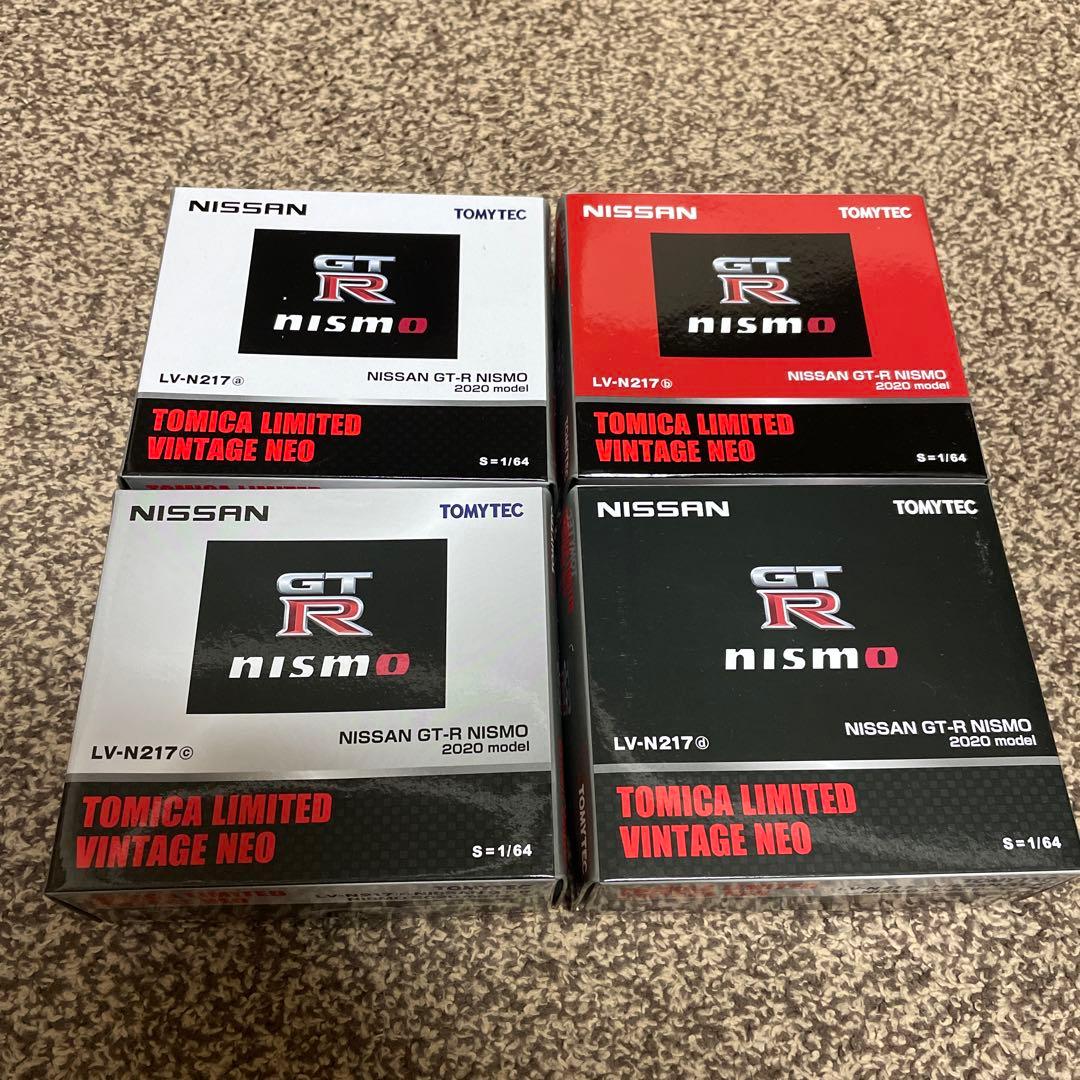 NISSAN TOMYTEC
GT
R
nismo
LV-N217ⓐ NISSAN GT-R NISMO
2020 model
TOMICA LIMITED
VINTAGE NEO
S=1/64
NISSAN TOMYTEC
GT
R
nismo
LV-N217ⓑ NISSAN GT-R NISMO
2020 model
TOMICA LIMITED
VINTAGE NEO
S=1/64
TOMICA LIMITED
NISSAN TOMYTEC
GT
R
nismo
LV-N217ⓒ NISSAN GT-R NISMO
2020 model
TOMICA LIMITED
VINTAGE NEO
S=1/64
NISSAN TOMYTEC
GT
R
nismo
LV-N217ⓓ NISSAN GT-R NISMO
2020 model
TOMICA LIMITED
VINTAGE NEO
S=1/64
TOMYTEC